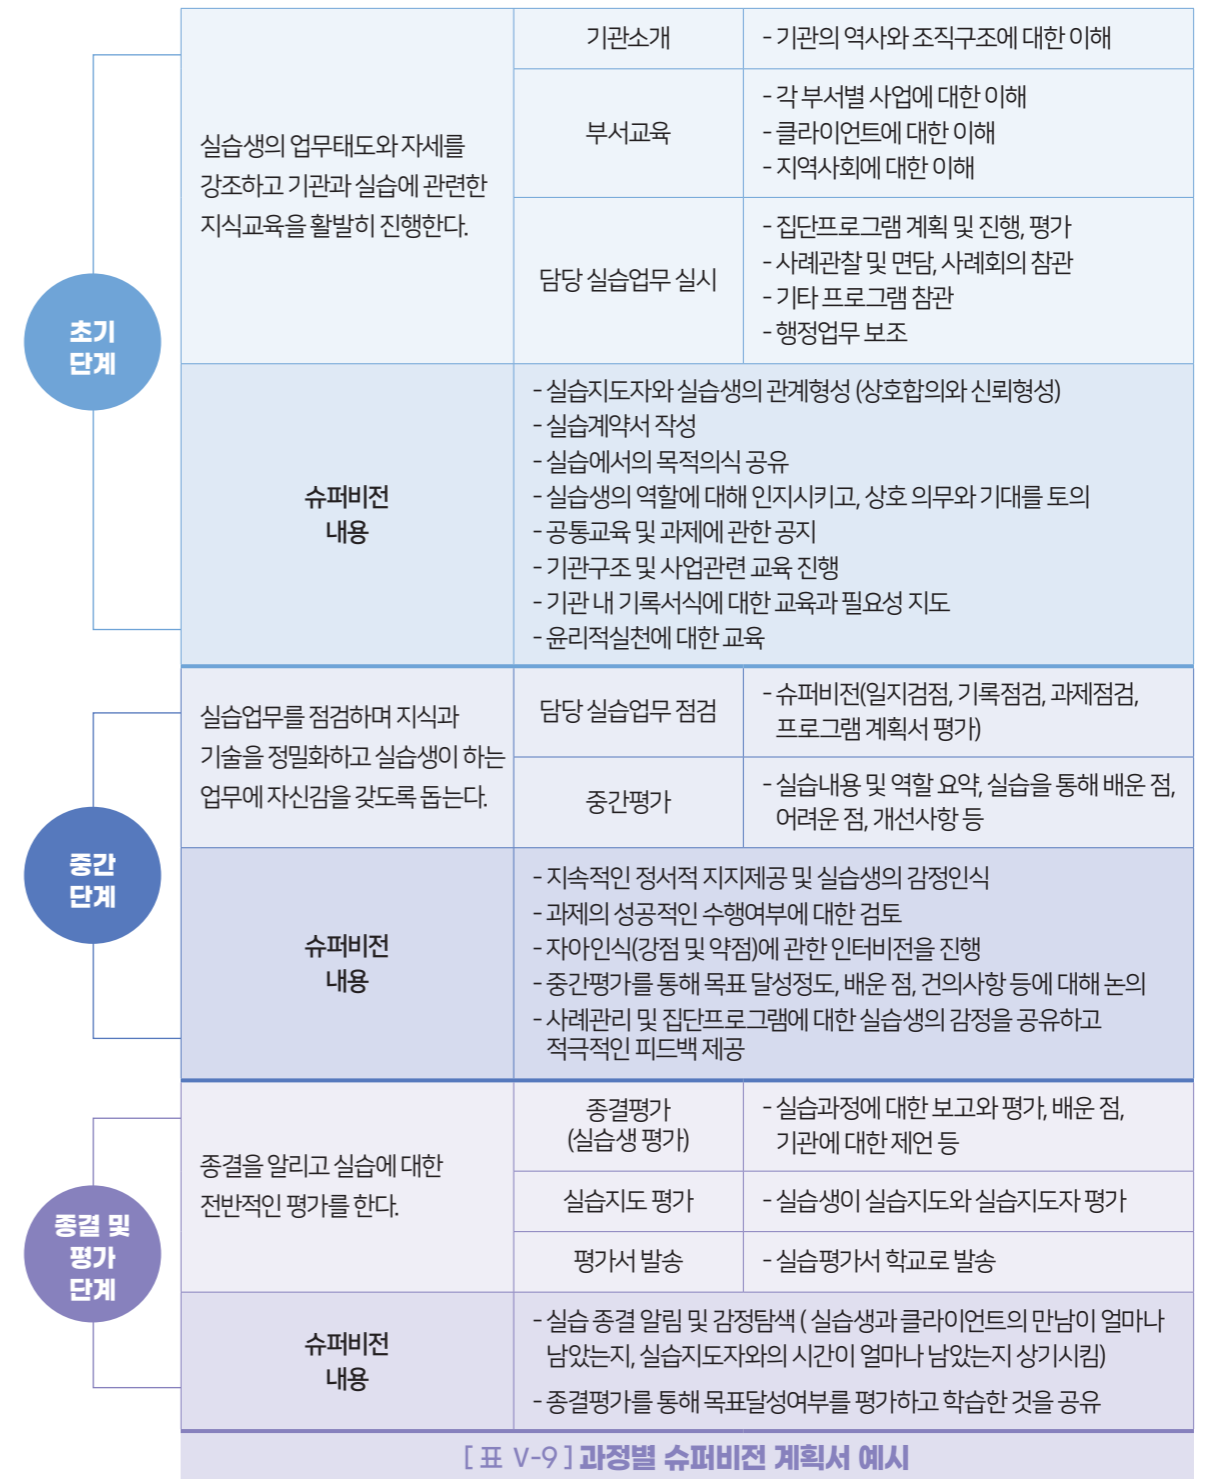 초기
단계
실습생의 업무태도와 자세를
강조하고 기관과 실습에 관련한
지식교육을 활발히 진행한다.
기관소개
- 기관의 역사와 조직구조에 대한 이해
부서교육
- 각 부서별 사업에 대한 이해
- 클라이언트에 대한 이해
- 지역사회에 대한 이해
담당 실습업무 실시
- 집단프로그램 계획 및 진행, 평가
- 사례관찰 및 면담, 사례회의 참관
- 기타 프로그램 참관
- 행정업무 보조
슈퍼비전
내용
- 실습지도자와 실습생의 관계형성 (상호합의와 신뢰형성)
- 실습계약서 작성
- 실습에서의 목적의식 공유
- 실습생의 역할에 대해 인지시키고, 상호 의무와 기대를 토의
- 공통교육 및 과제에 관한 공지
- 기관구조 및 사업관련 교육 진행
- 기관 내 기록서식에 대한 교육과 필요성 지도
- 윤리적실천에 대한 교육
중간
단계
실습업무를 점검하며 지식과
기술을 정밀화하고 실습생이 하는
업무에 자신감을 갖도록 돕는다.
담당 실습업무 점검
- 슈퍼비전(일지검점, 기록점검, 과제점검,
프로그램 계획서 평가)
중간평가
- 실습내용 및 역할 요약, 실습을 통해 배운 점,
어려운 점, 개선사항 등
슈퍼비전
내용
- 지속적인 정서적 지지제공 및 실습생의 감정인식
- 과제의 성공적인 수행여부에 대한 검토
- 자아인식(강점 및 약점)에 관한 인터비전을 진행
- 중간평가를 통해 목표 달성정도, 배운 점, 건의사항 등에 대해 논의
- 사례관리 및 집단프로그램에 대한 실습생의 감정을 공유하고
적극적인 피드백 제공
종결 및
평가
단계
종결을 알리고 실습에 대한
전반적인 평가를 한다.
종결평가
(실습생 평가)
- 실습과정에 대한 보고와 평가, 배운 점,
기관에 대한 제언 등
실습지도 평가
- 실습생이 실습지도와 실습지도자 평가
평가서 발송
- 실습평가서 학교로 발송
슈퍼비전
내용
- 실습 종결 알림 및 감정탐색 ( 실습생과 클라이언트의 만남이 얼마나
남았는지, 실습지도자와의 시간이 얼마나 남았는지 상기시킴)
- 종결평가를 통해 목표달성여부를 평가하고 학습한 것을 공유
[ 표 V-9 ] 과정별 슈퍼비전 계획서 예시